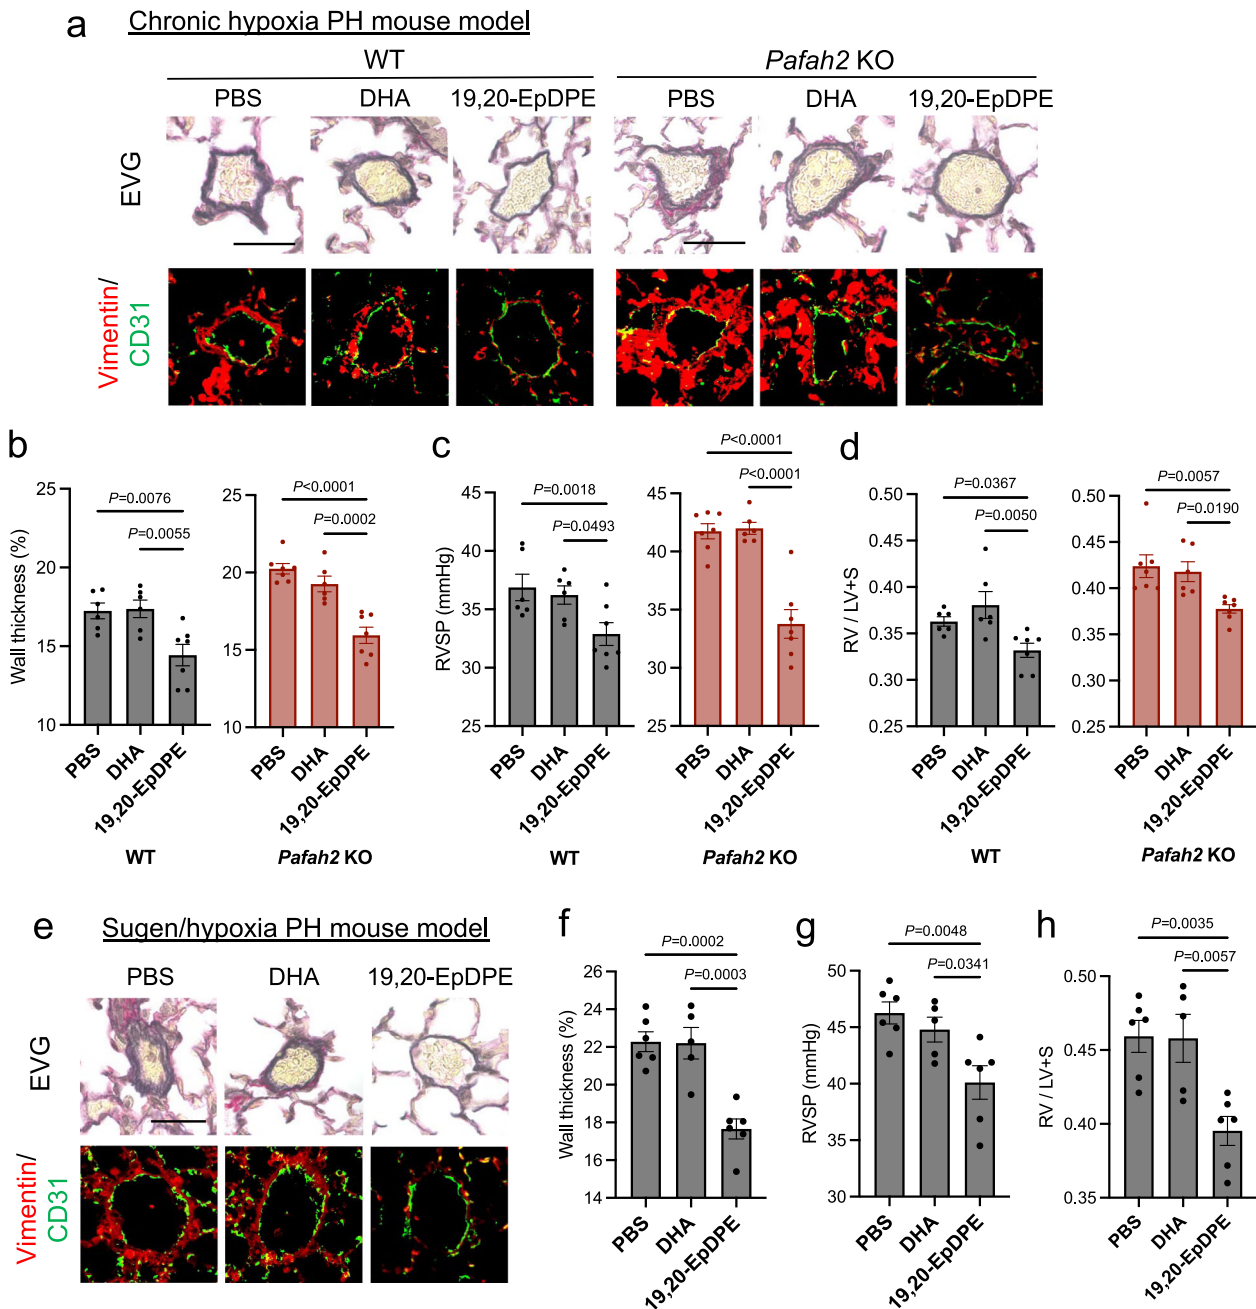 a Chronic hypoxia PH mouse model
WT Pafah2 KO
PBS DHA 19,20-EpDPE PBS DHA 19,20-EpDPE
EVG
Vimentin/
CD31
b
Wall thickness (%)
25
20
15
10
P=0.0076
P=0.0055
PBS DHA 19,20-EpDPE
WT
25
20
15
10
P<0.0001
P=0.0002
PBS DHA 19,20-EpDPE
Pafah2 KO
c
RVSP (mmHg)
45
40
35
30
25
P=0.0018
P=0.0493
PBS DHA 19,20-EpDPE
WT
45
40
35
30
25
P<0.0001
P<0.0001
PBS DHA 19,20-EpDPE
Pafah2 KO
d
RV / LV+S
0.50
0.45
0.40
0.35
0.30
0.25
P=0.0367
P=0.0050
PBS DHA 19,20-EpDPE
WT
0.50
0.45
0.40
0.35
0.30
0.25
P=0.0057
P=0.0190
PBS DHA 19,20-EpDPE
Pafah2 KO
e Sugen/hypoxia PH mouse model
PBS DHA 19,20-EpDPE
EVG
Vimentin/
CD31
f
Wall thickness (%)
26
24
22
20
18
16
14
P=0.0002
P=0.0003
PBS DHA 19,20-EpDPE
g
RVSP (mmHg)
50
45
40
35
30
P=0.0048
P=0.0341
PBS DHA 19,20-EpDPE
h
RV / LV+S
0.50
0.45
0.40
0.35
P=0.0035
P=0.0057
PBS DHA 19,20-EpDPE